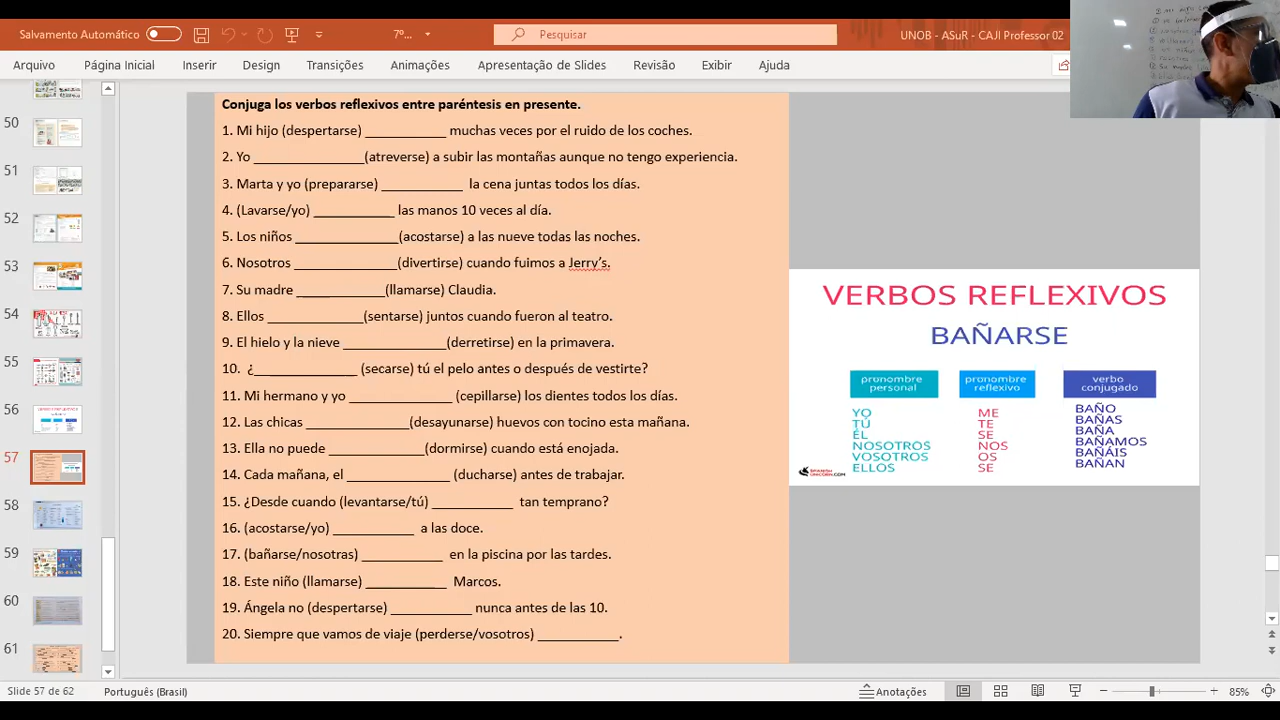 Salvamento Automático
7º...
Pesquisar
UNOB - ASuR - CAJI Professor 02
Arquivo
Página Inicial
Inserir
Design
Transições
Animações
Apresentação de Slides
Revisão
Exibir
Ajuda
50
51
52
53
54
55
56
57
58
59
60
61
Conjuga los verbos reflexivos entre paréntesis en presente.
1. Mi hijo (despertarse) ___________ muchas veces por el ruido de los coches.
2. Yo _______________(atreverse) a subir las montañas aunque no tengo experiencia.
3. Marta y yo (prepararse) ___________ la cena juntas todos los días.
4. (Lavarse/yo) ___________ las manos 10 veces al día.
5. Los niños ______________(acostarse) a las nueve todas las noches.
6. Nosotros ______________(divertirse) cuando fuimos a Jerry's.
7. Su madre ____________(llamarse) Claudia.
8. Ellos _____________(sentarse) juntos cuando fueron al teatro.
9. El hielo y la nieve ______________(derretirse) en la primavera.
10. ¿______________ (secarse) tú el pelo antes o después de vestirte?
11. Mi hermano y yo ______________ (cepillarse) los dientes todos los días.
12. Las chicas ______________(desayunarse) huevos con tocino esta mañana.
13. Ella no puede _____________(dormirse) cuando está enojada.
14. Cada mañana, el ______________ (ducharse) antes de trabajar.
15. ¿Desde cuando (levantarse/tú) ___________ tan temprano?
16. (acostarse/yo) ___________ a las doce.
17. (bañarse/nosotras) ___________ en la piscina por las tardes.
18. Este niño (llamarse) ___________ Marcos.
19. Ángela no (despertarse) ___________ nunca antes de las 10.
20. Siempre que vamos de viaje (perderse/vosotros) ___________.
VERBOS REFLEXIVOS
BAÑARSE
pronombre personal
pronombre reflexivo
verbo conjugado
YO ME BAÑO
TÚ TE BAÑAS
ÉL SE BAÑA
NOSOTROS NOS BAÑAMOS
VOSOTROS OS BAÑÁIS
ELLOS SE BAÑAN
Slide 57 de 62
Português (Brasil)
Anotações
85%